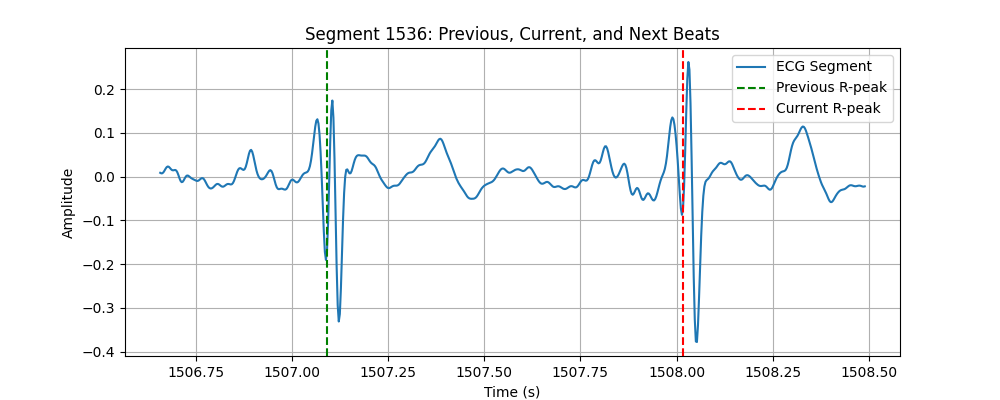 Segment 1536: Previous, Current, and Next Beats
ECG Segment
Previous R-peak
Current R-peak
Amplitude
0.2
0.1
0.0
−0.1
−0.2
−0.3
−0.4
1506.75 1507.00 1507.25 1507.50 1507.75 1508.00 1508.25 1508.50
Time (s)